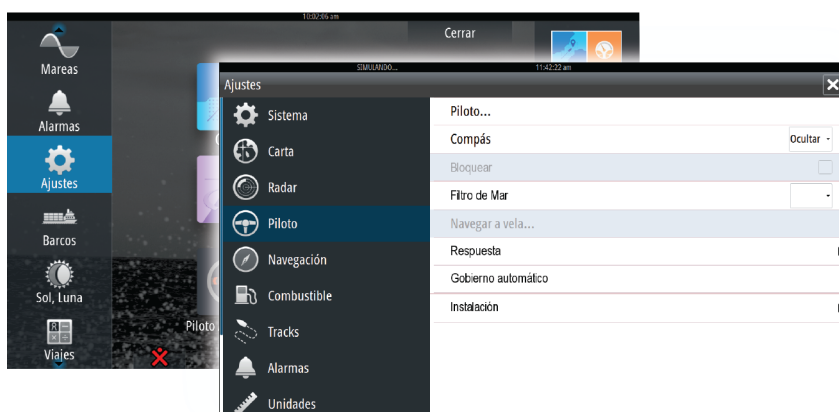 10:02:06 am
Cerrar
Mareas
Alarmas
Ajustes
Barcos
Sol, Luna
Viajes
Piloto
SIMULANDO...
11:42:22 am
Ajustes
Sistema
Carta
Radar
Piloto
Navegación
Combustible
Tracks
Alarmas
Unidades
Piloto...
Compás
Ocultar
Bloquear
Filtro de Mar
Navegar a vela...
Respuesta
Gobierno automático
Instalación